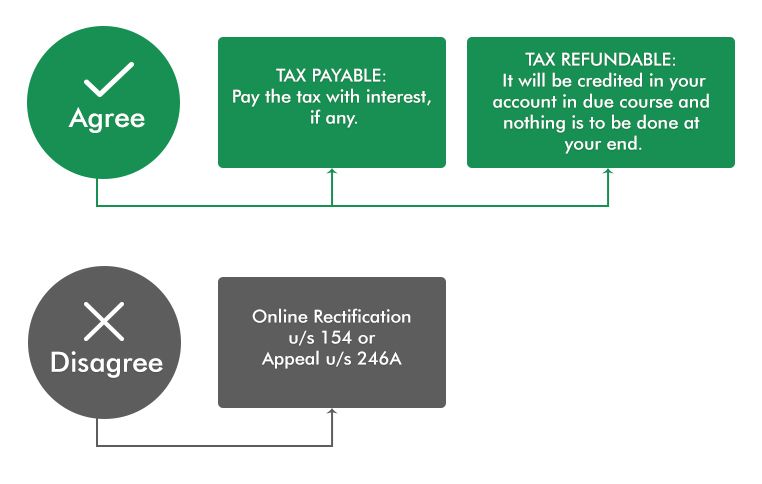 Agree
TAX PAYABLE:
Pay the tax with interest,
if any.
TAX REFUNDABLE:
It will be credited in your
account in due course and
nothing is to be done at
your end.
Disagree
Online Rectification
u/s 154 or
Appeal u/s 246A